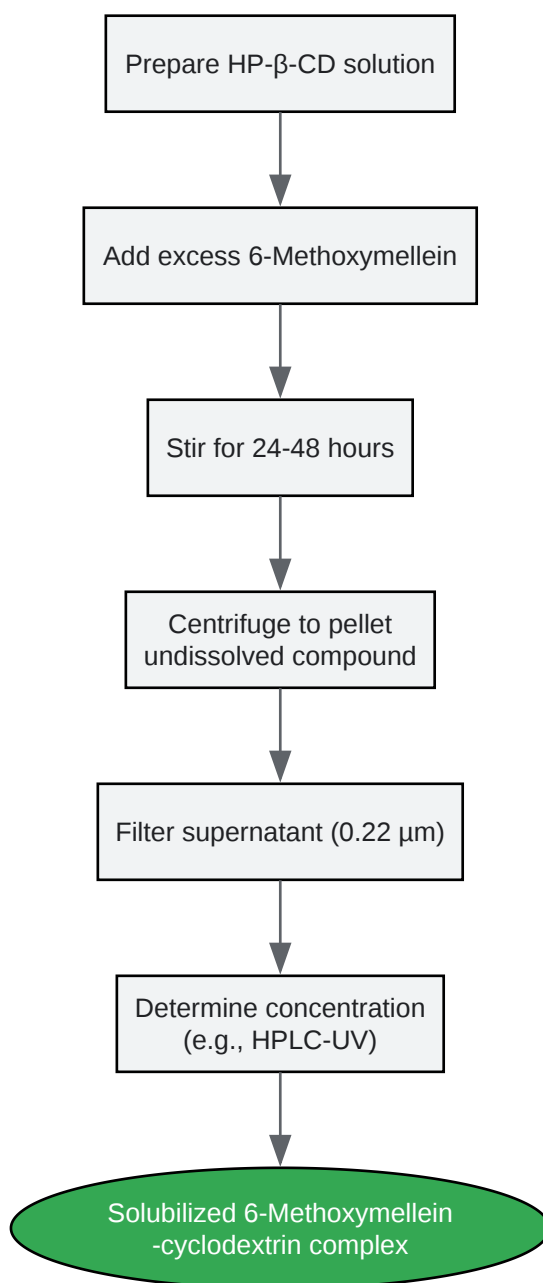 Prepare HP-β-CD solution
Add excess 6-Methoxymellein
Stir for 24-48 hours
Centrifuge to pellet
undissolved compound
Filter supernatant (0.22 µm)
Determine concentration
(e.g., HPLC-UV)
Solubilized 6-Methoxymellein
-cyclodextrin complex